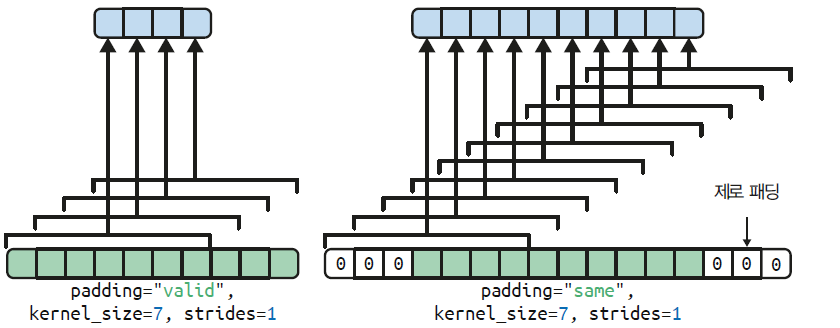 제로 패딩
0 0 0 0 0 0
padding="valid",
kernel_size=7, strides=1
padding="same",
kernel_size=7, strides=1